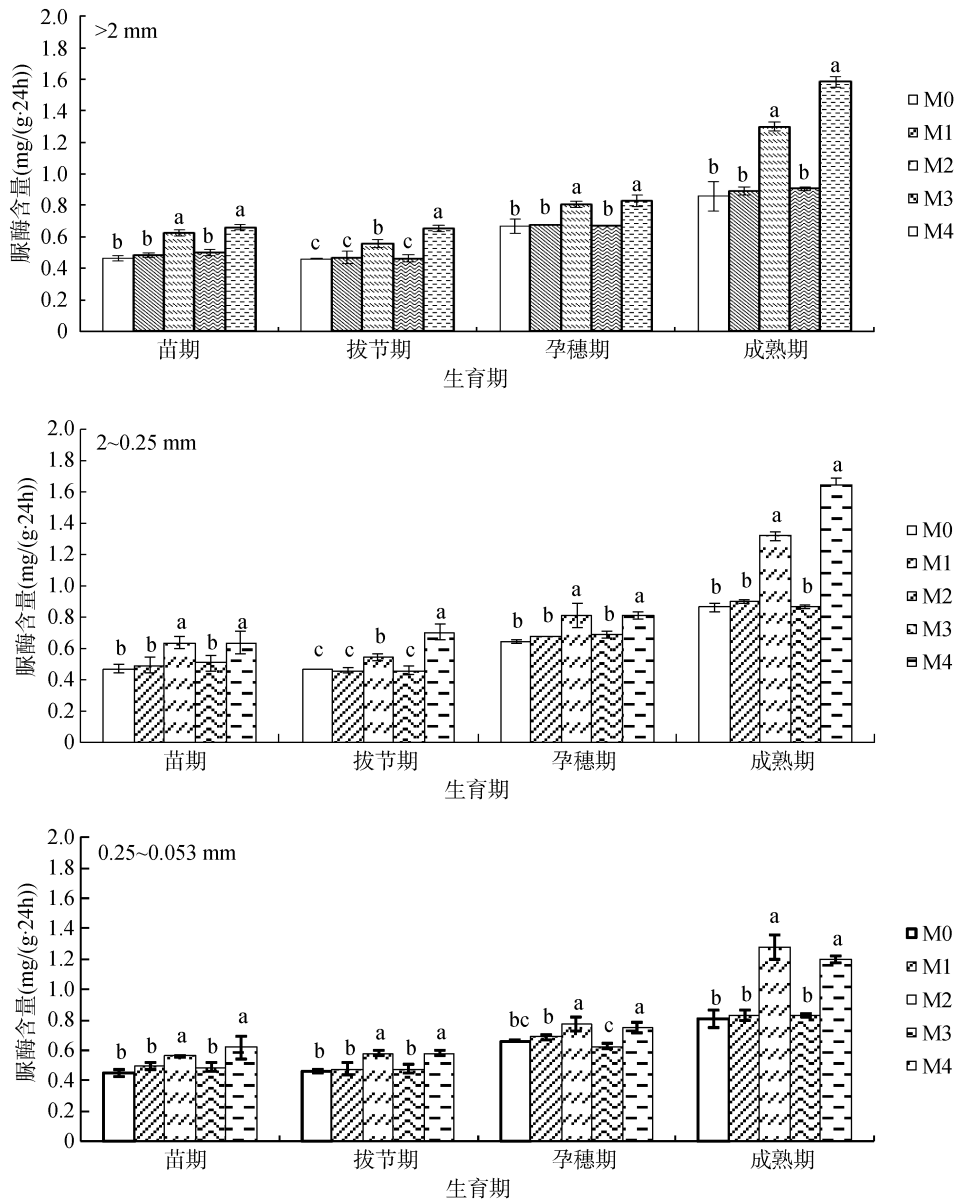 >2 mm
脲酶含量(mg/(g·24h))
2.0
1.8
1.6
1.4
1.2
1.0
0.8
0.6
0.4
0.2
0
b b a b a
c c b c a
b b a b a
b b a b a
苗期 拔节期 孕穗期 成熟期
生育期
M0
M1
M2
M3
M4
2~0.25 mm
脲酶含量(mg/(g·24h))
2.0
1.8
1.6
1.4
1.2
1.0
0.8
0.6
0.4
0.2
0
b b a b a
c c b c a
b b a b a
b b a b a
苗期 拔节期 孕穗期 成熟期
生育期
M0
M1
M2
M3
M4
0.25~0.053 mm
脲酶含量(mg/(g·24h))
2.0
1.8
1.6
1.4
1.2
1.0
0.8
0.6
0.4
0.2
0
b b a b a
b b a b a
bc b a c a
b b a b a
苗期 拔节期 孕穗期 成熟期
生育期
M0
M1
M2
M3
M4